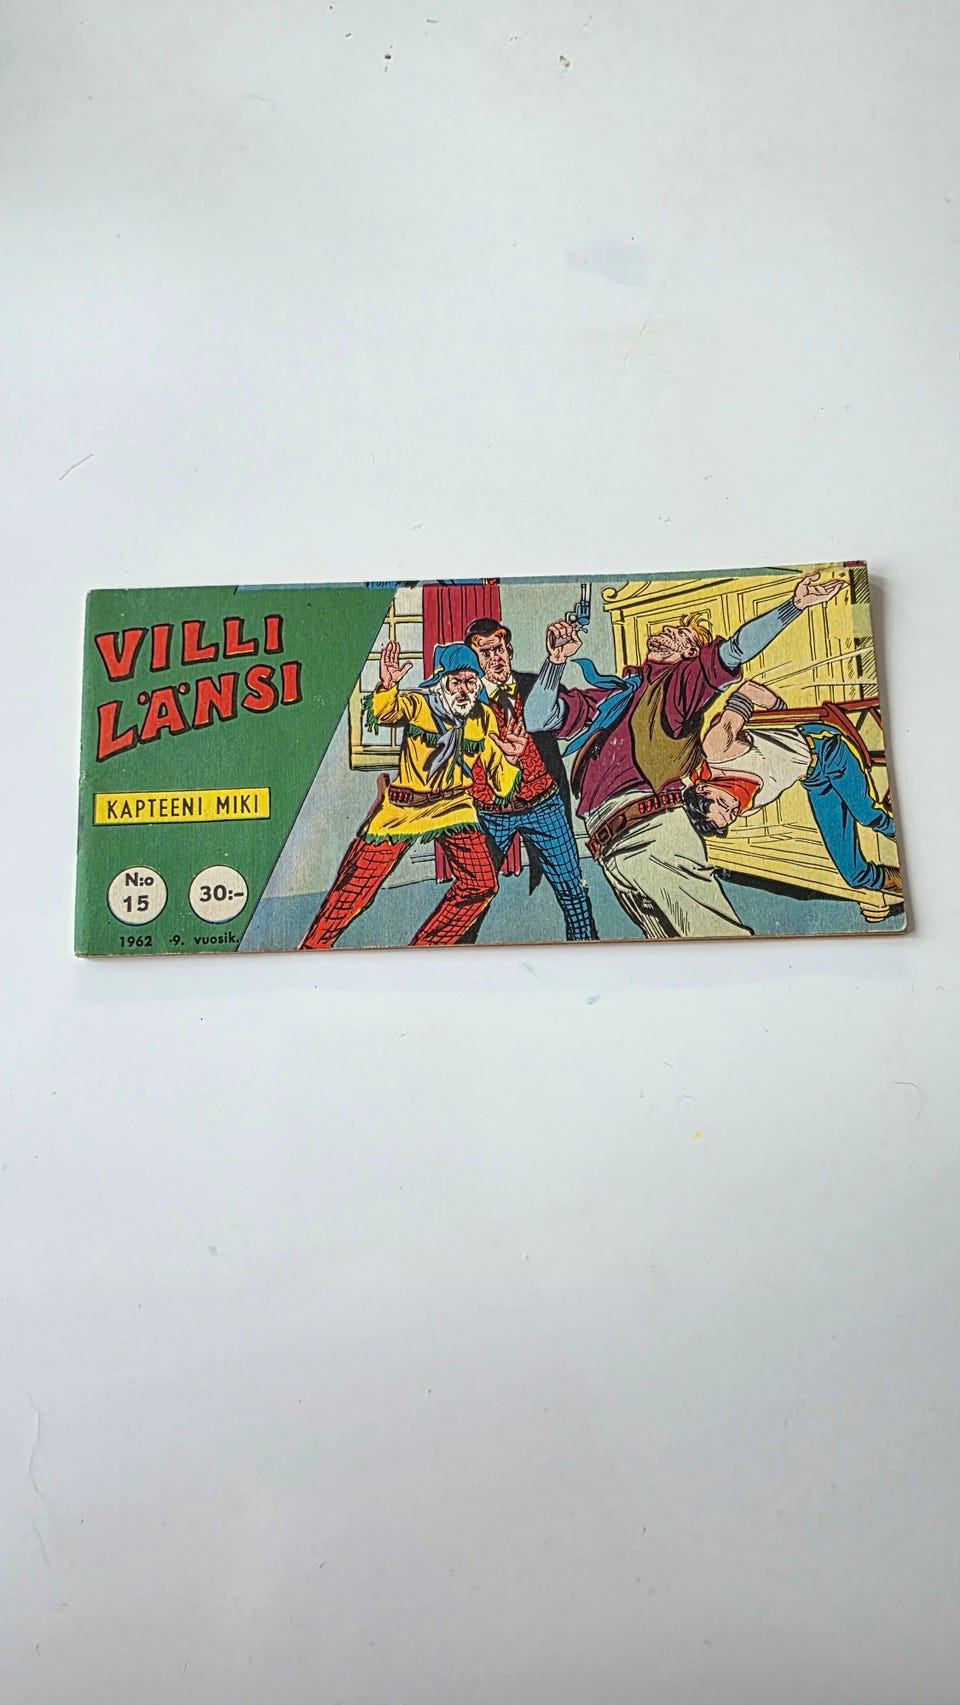 VILLI
LÄNSI
KAPTEENI MIKI
N:o
15
30:-
1962 -9. vuosik.